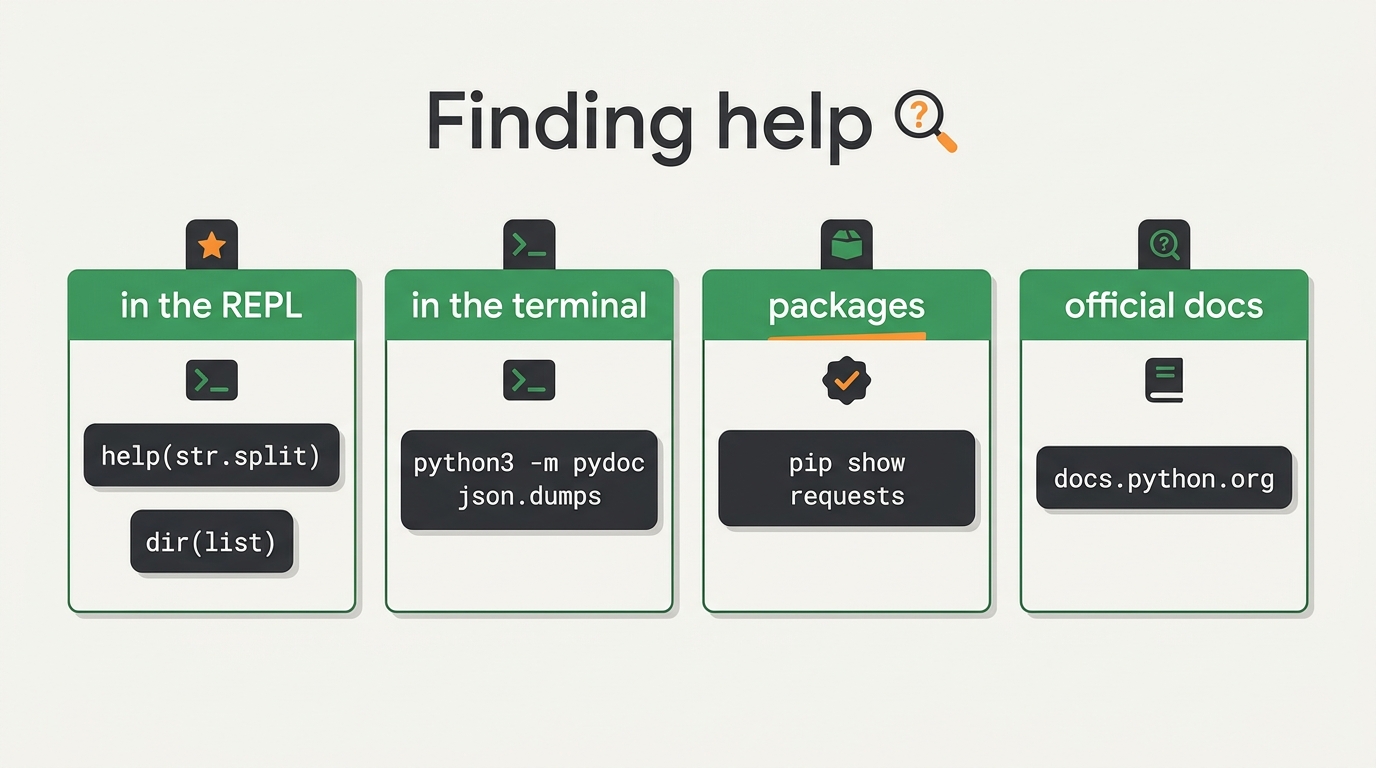 Finding help
in the REPL
help(str.split)
dir(list)
in the terminal
python3 -m pydoc
json.dumps
packages
pip show
requests
official docs
docs.python.org